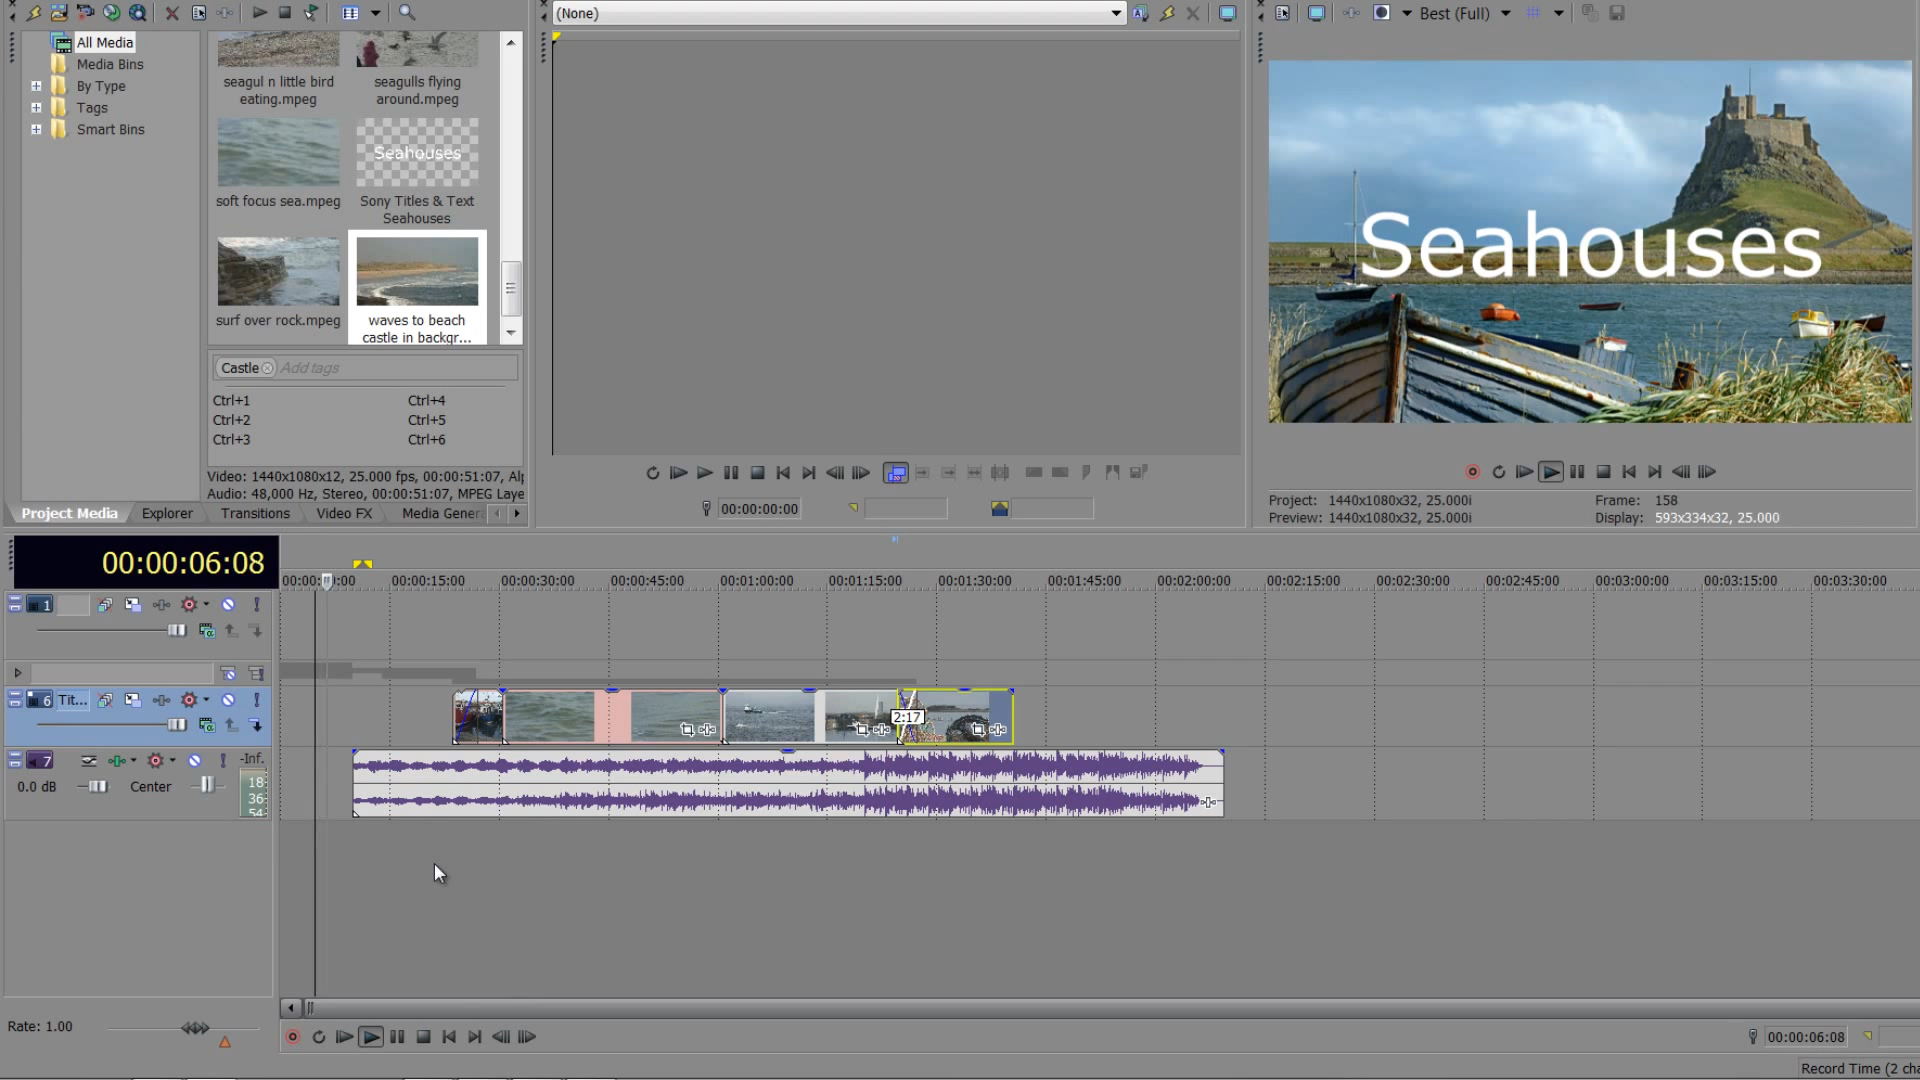 (None)
Best (Full)
All Media
Media Bins
By Type
Tags
Smart Bins
seagul n little bird
eating.mpeg
seagulls flying
around.mpeg
Seahouses
soft focus sea.mpeg
Sony Titles & Text
Seahouses
surf over rock.mpeg
waves to beach
castle in backgr...
Castle
Add tags
Ctrl+1
Ctrl+4
Ctrl+2
Ctrl+5
Ctrl+3
Ctrl+6
Video: 1440x1080x12, 25.000 fps, 00:00:51:07, Al
Audio: 48,000 Hz, Stereo, 00:00:51:07, MPEG Laye
Project Media
Explorer
Transitions
Video FX
Media Gener
00:00:00:00
Seahouses
Project: 1440x1080x32, 25.000i
Frame: 158
Preview: 1440x1080x32, 25.000i
Display: 593x334x32, 25.000
00:00:06:08
00:00:15:00
00:00:30:00
00:00:45:00
00:01:00:00
00:01:15:00
00:01:30:00
00:01:45:00
00:02:00:00
00:02:15:00
00:02:30:00
00:02:45:00
00:03:00:00
00:03:15:00
00:03:30:00
1
6
Tit...
2:17
7
-Inf.
0.0 dB
Center
18
36
54
Rate: 1.00
00:00:06:08
Record Time (2 cha